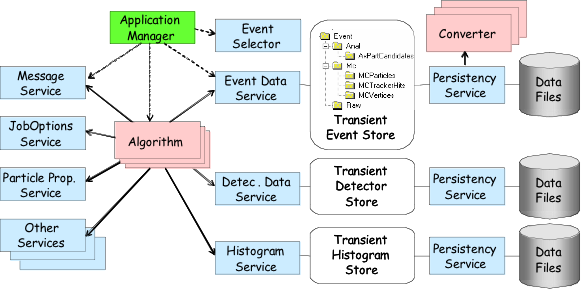 Application
Manager
Event
Selector
Converter
Message
Service
Event Data
Service
Event
Anal
AxPartCandidates
MC
MCParticles
MCTrackerHits
MCVertices
Raw
Transient
Event Store
Persistency
Service
Data
Files
JobOptions
Service
Algorithm
Particle Prop.
Service
Detec. Data
Service
Transient
Detector
Store
Persistency
Service
Data
Files
Other
Services
Histogram
Service
Transient
Histogram
Store
Persistency
Service
Data
Files